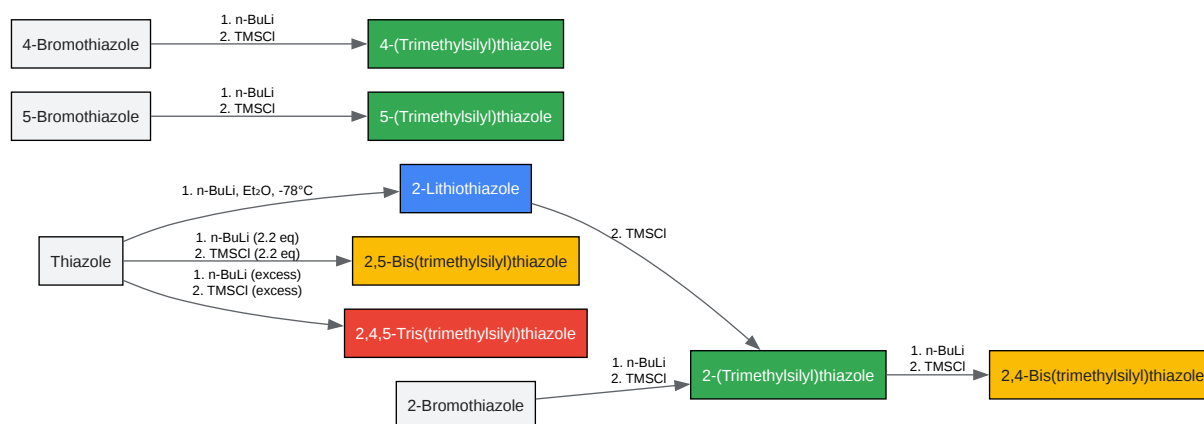 4-Bromothiazole
1. n-BuLi
2. TMSCl
4-(Trimethylsilyl)thiazole
5-Bromothiazole
1. n-BuLi
2. TMSCl
5-(Trimethylsilyl)thiazole
Thiazole
1. n-BuLi, Et₂O, -78°C
2-Lithiothiazole
2. TMSCl
1. n-BuLi (2.2 eq)
2. TMSCl (2.2 eq)
2,5-Bis(trimethylsilyl)thiazole
1. n-BuLi (excess)
2. TMSCl (excess)
2,4,5-Tris(trimethylsilyl)thiazole
2-Bromothiazole
1. n-BuLi
2. TMSCl
2-(Trimethylsilyl)thiazole
1. n-BuLi
2. TMSCl
2,4-Bis(trimethylsilyl)thiazole